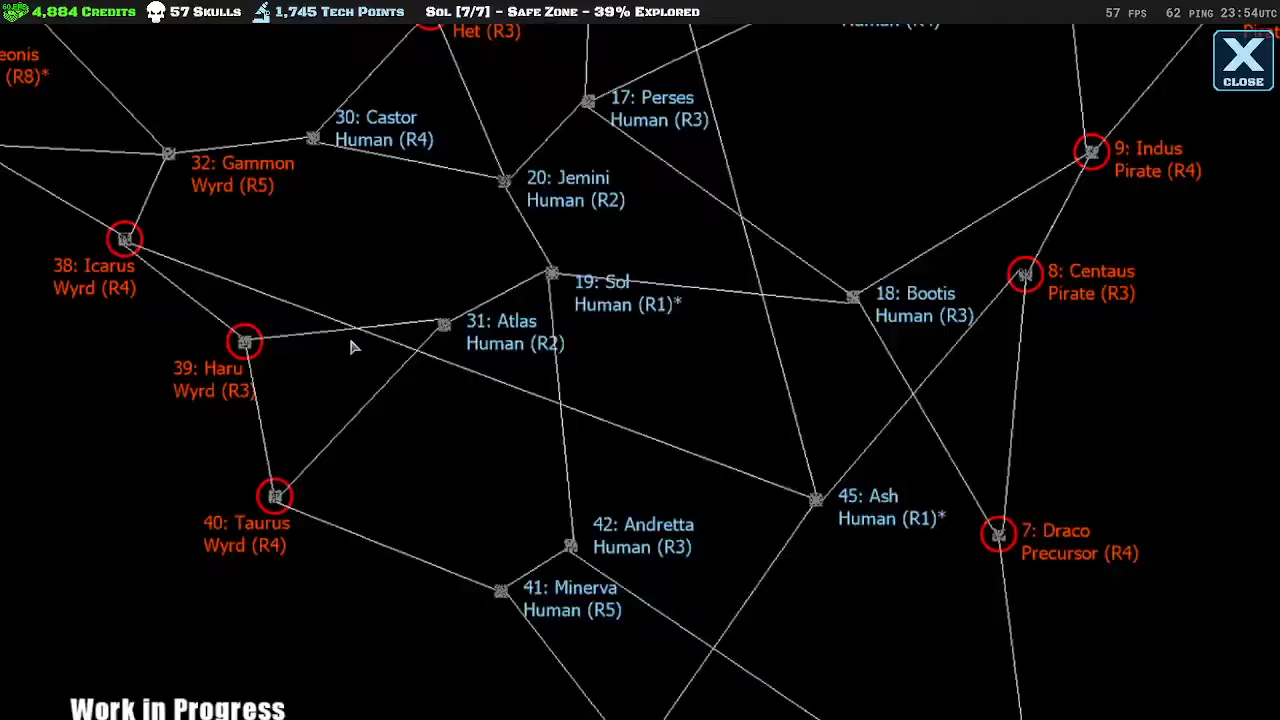 60 FPS
4,884 Credits 57 Skulls 1,745 Tech Points Sol [7/7] - Safe Zone - 39% Explored 57 FPS 62 PING 23:54UTC
Het (R3)
eonis
(R8)*
X
CLOSE
17: Perses
Human (R3)
30: Castor
Human (R4)
9: Indus
Pirate (R4)
32: Gammon
Wyrd (R5)
20: Jemini
Human (R2)
38: Icarus
Wyrd (R4)
19: Sol
Human (R1)*
18: Bootis
Human (R3)
8: Centaus
Pirate (R3)
31: Atlas
Human (R2)
39: Haru
Wyrd (R3)
45: Ash
Human (R1)*
40: Taurus
Wyrd (R4)
42: Andretta
Human (R3)
7: Draco
Precursor (R4)
41: Minerva
Human (R5)
Work in Progress